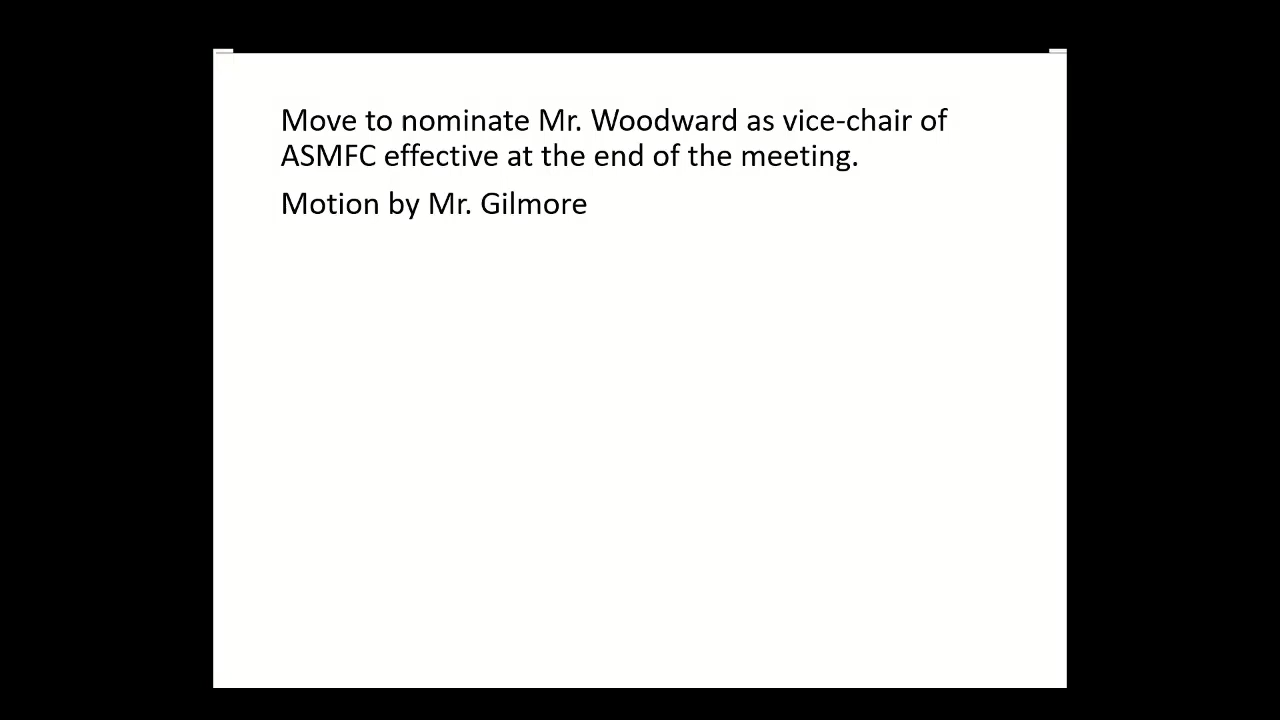 Move to nominate Mr. Woodward as vice-chair of
ASMFC effective at the end of the meeting.
Motion by Mr. Gilmore